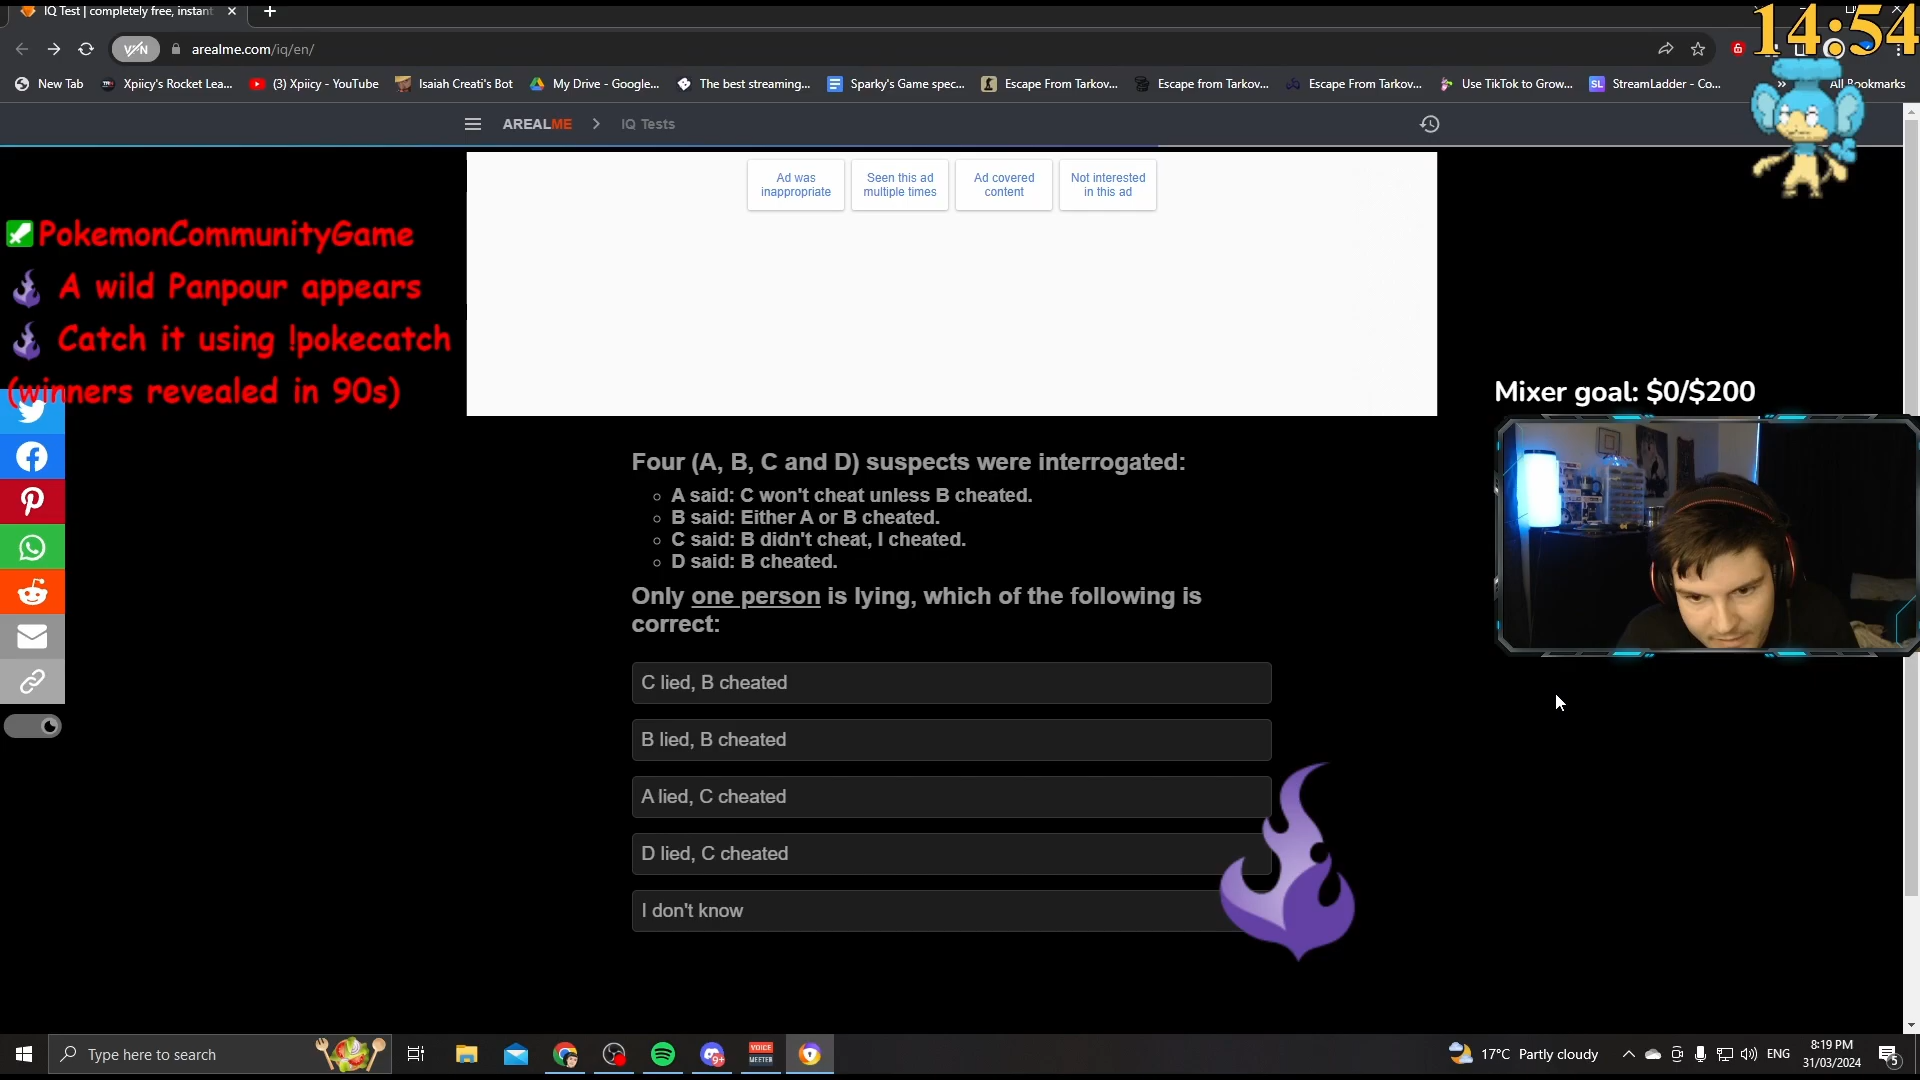 IQ Test | completely free, instant
14:54
VPN
arealme.com/iq/en/
New Tab
Xpiicy's Rocket Lea...
(3) Xpiicy - YouTube
Isaiah Creati's Bot
My Drive - Google...
The best streaming...
Sparky's Game spec...
Escape From Tarkov...
Escape from Tarkov...
Escape From Tarkov...
Use TikTok to Grow...
SL
StreamLadder - Co...
All Bookmarks
AREALME
IQ Tests
Ad was
inappropriate
Seen this ad
multiple times
Ad covered
content
Not interested
in this ad
PokemonCommunityGame
A wild Panpour appears
Catch it using !pokecatch
(winners revealed in 90s)
Mixer goal: $0/$200
Four (A, B, C and D) suspects were interrogated:
A said: C won't cheat unless B cheated.
B said: Either A or B cheated.
C said: B didn't cheat, I cheated.
D said: B cheated.
Only one person is lying, which of the following is
correct:
C lied, B cheated
B lied, B cheated
A lied, C cheated
D lied, C cheated
I don't know
Type here to search
9+
VOICE
MEETER
17°C Partly cloudy
ENG
8:19 PM
31/03/2024
5